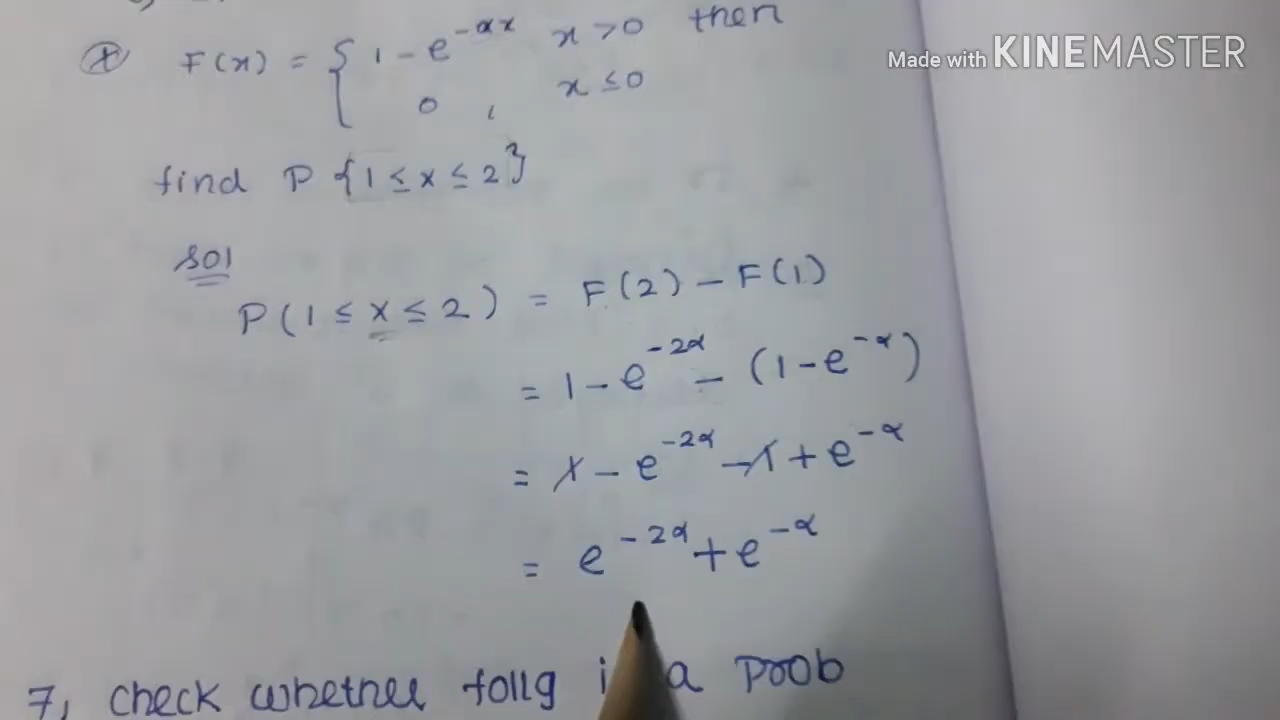 Made with KINEMASTER
F(x) = { 1 - e^{-αx} x > 0 then
0 , x ≤ 0
find P {1 ≤ x ≤ 2}
sol
P(1 ≤ x ≤ 2) = F(2) - F(1)
= 1 - e^{-2α} - (1 - e^{-α})
= 1 - e^{-2α} - 1 + e^{-α}
= e^{-2α} + e^{-α}
7, check whether follg a prob